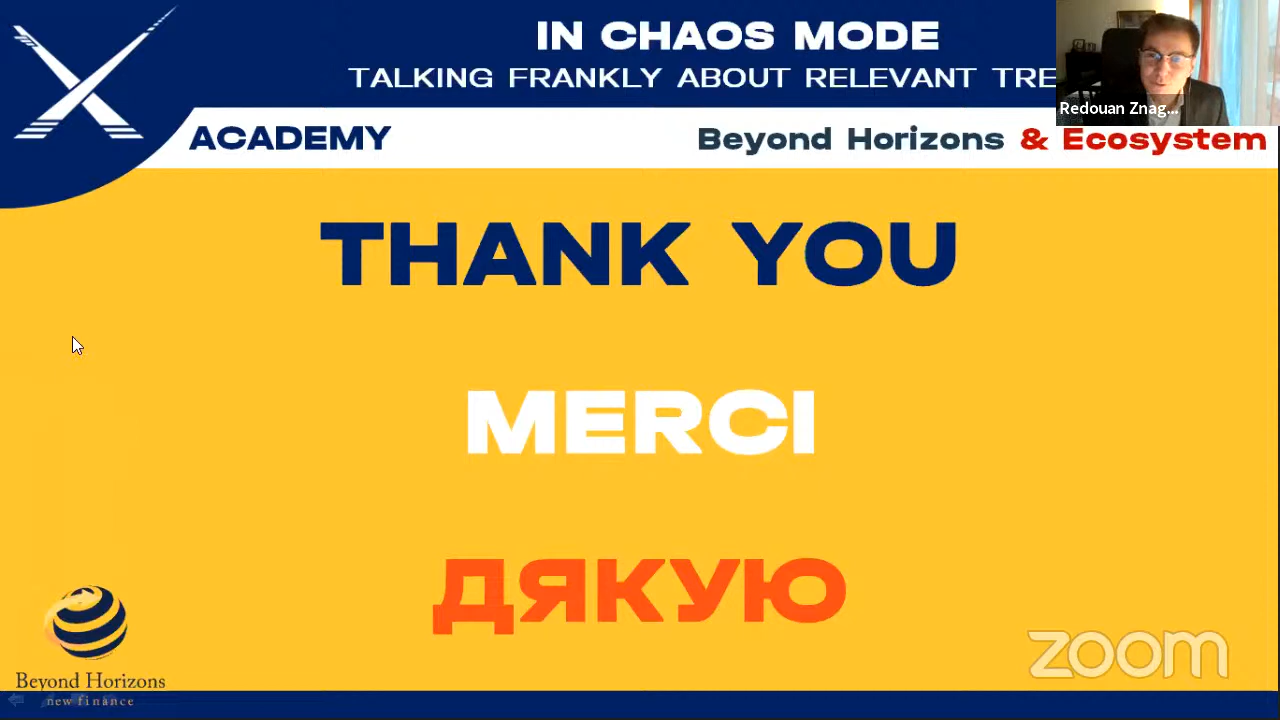 IN CHAOS MODE
TALKING FRANKLY ABOUT RELEVANT TRE
Redouan Znag...
ACADEMY
Beyond Horizons & Ecosystem
THANK YOU
MERCI
ДЯКУЮ
zoom
Beyond Horizons
new finance